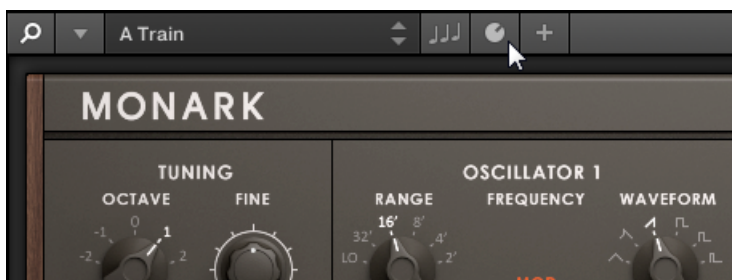 A Train
MONARK
TUNING
OCTAVE FINE
-2 -1 0 1 2
OSCILLATOR 1
RANGE FREQUENCY WAVEFORM
LO 32' 16' 8' 4' 2'
MOD